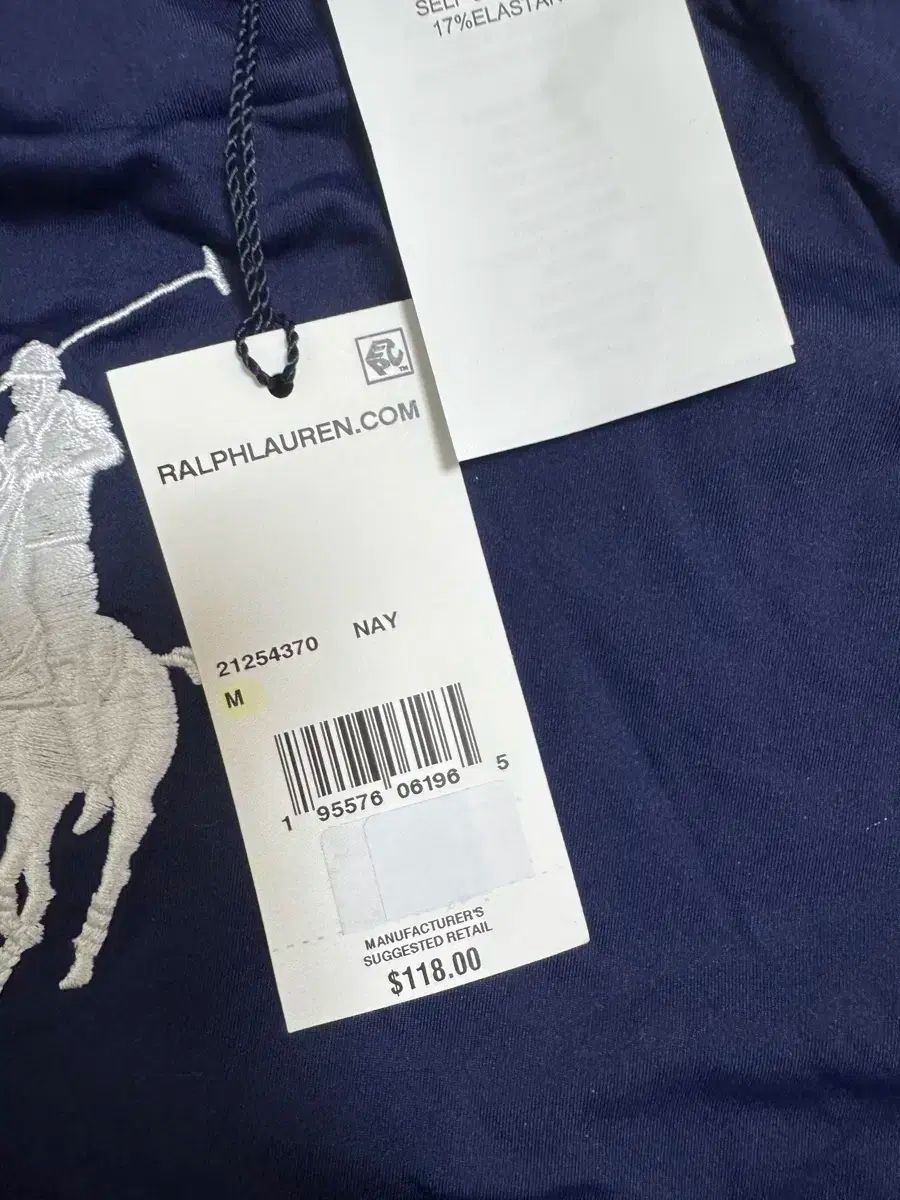 17%ELASTAN
RALPHLAUREN.COM
21254370 NAY
M
1 95576 06196 5
MANUFACTURER'S
SUGGESTED RETAIL
$118.00